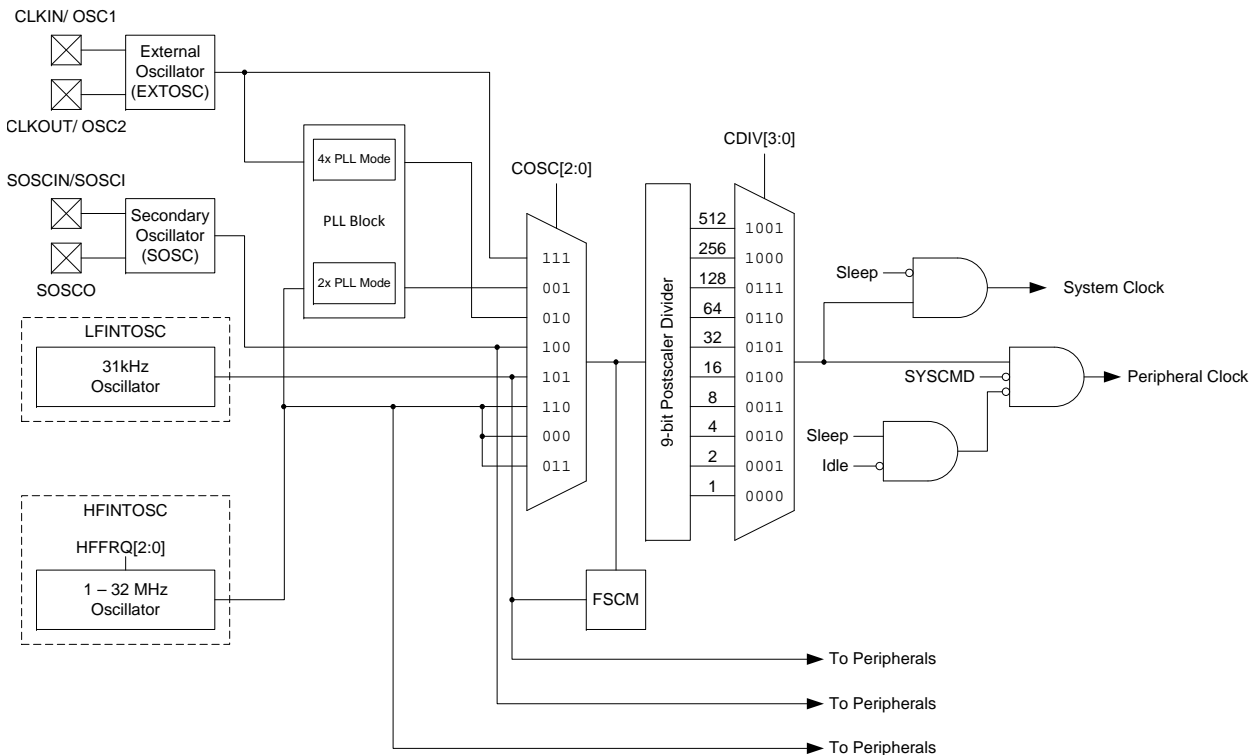 CLKIN/ OSC1
External
Oscillator
(EXTOSC)
CLKOUT/ OSC2
SOSCIN/SOSCI
Secondary
Oscillator
(SOSC)
SOSCO
LFINTOSC
31kHz
Oscillator
HFINTOSC
HFFRQ[2:0]
1 – 32 MHz
Oscillator
4x PLL Mode
PLL Block
2x PLL Mode
COSC[2:0]
111
001
010
100
101
110
000
011
FSCM
9-bit Postscaler Divider
512
256
128
64
32
16
8
4
2
1
CDIV[3:0]
1001
1000
0111
0110
0101
0100
0011
0010
0001
0000
Sleep
System Clock
SYSCMD
Peripheral Clock
Sleep
Idle
To Peripherals
To Peripherals
To Peripherals